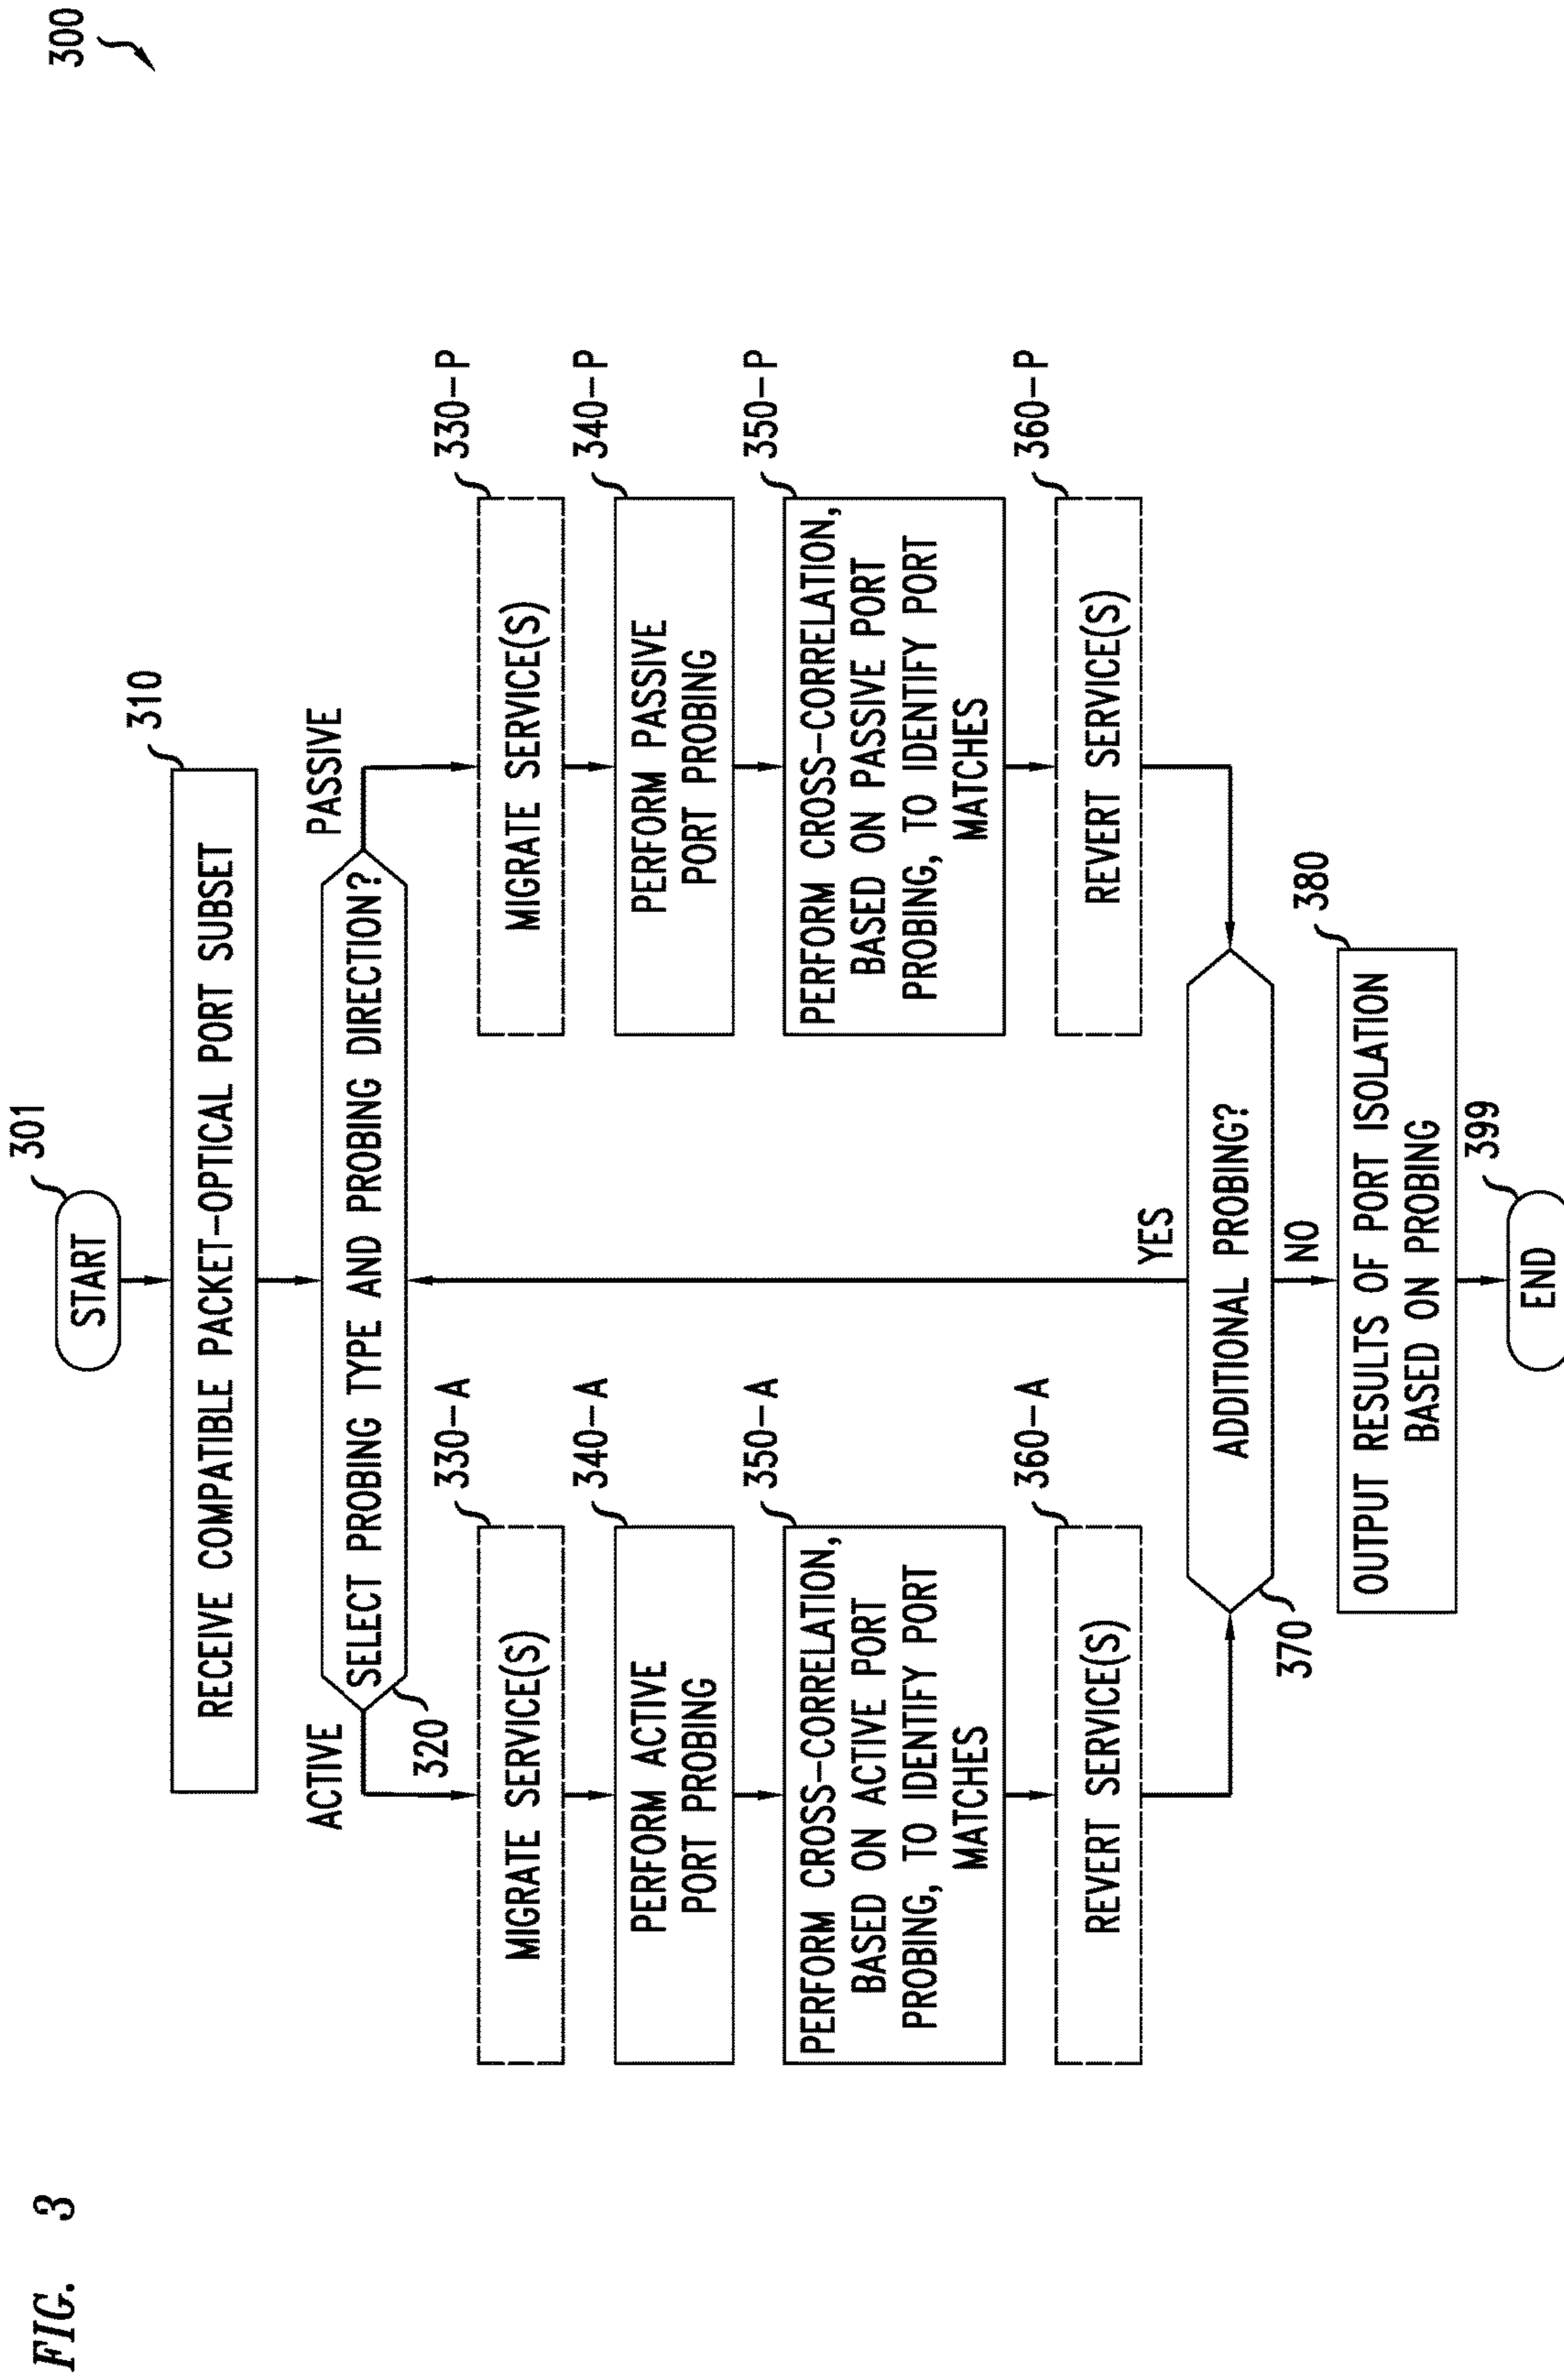 FIG. 3
300
301
START
310
RECEIVE COMPATIBLE PACKET-OPTICAL PORT SUBSET
ACTIVE
PASSIVE
SELECT PROBING TYPE AND PROBING DIRECTION?
320
330-A
MIGRATE SERVICE(S)
340-A
PERFORM ACTIVE
PORT PROBING
350-A
PERFORM CROSS-CORRELATION,
BASED ON ACTIVE PORT
PROBING, TO IDENTIFY PORT
MATCHES
360-A
REVERT SERVICE(S)
330-P
MIGRATE SERVICE(S)
340-P
PERFORM PASSIVE
PORT PROBING
350-P
PERFORM CROSS-CORRELATION,
BASED ON PASSIVE PORT
PROBING, TO IDENTIFY PORT
MATCHES
360-P
REVERT SERVICE(S)
YES
ADDITIONAL PROBING?
370
NO
380
OUTPUT RESULTS OF PORT ISOLATION
BASED ON PROBING
399
END